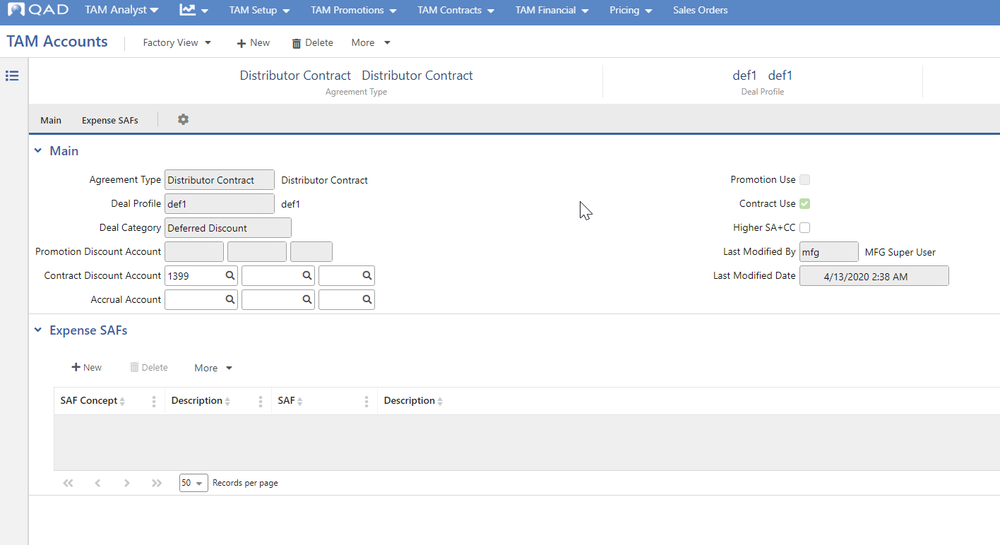 QAD TAM Analyst TAM Setup TAM Promotions TAM Contracts TAM Financial Pricing Sales Orders
TAM Accounts Factory View New Delete More
Distributor Contract Distributor Contract def1 def1
Agreement Type Deal Profile
Main Expense SAFs
Main
Agreement Type Distributor Contract Distributor Contract Promotion Use
Deal Profile def1 def1 Contract Use
Deal Category Deferred Discount Higher SA+CC
Promotion Discount Account Last Modified By mfg MFG Super User
Contract Discount Account 1399 Last Modified Date 4/13/2020 2:38 AM
Accrual Account
Expense SAFs
New Delete More
SAF Concept Description SAF Description
50 Records per page